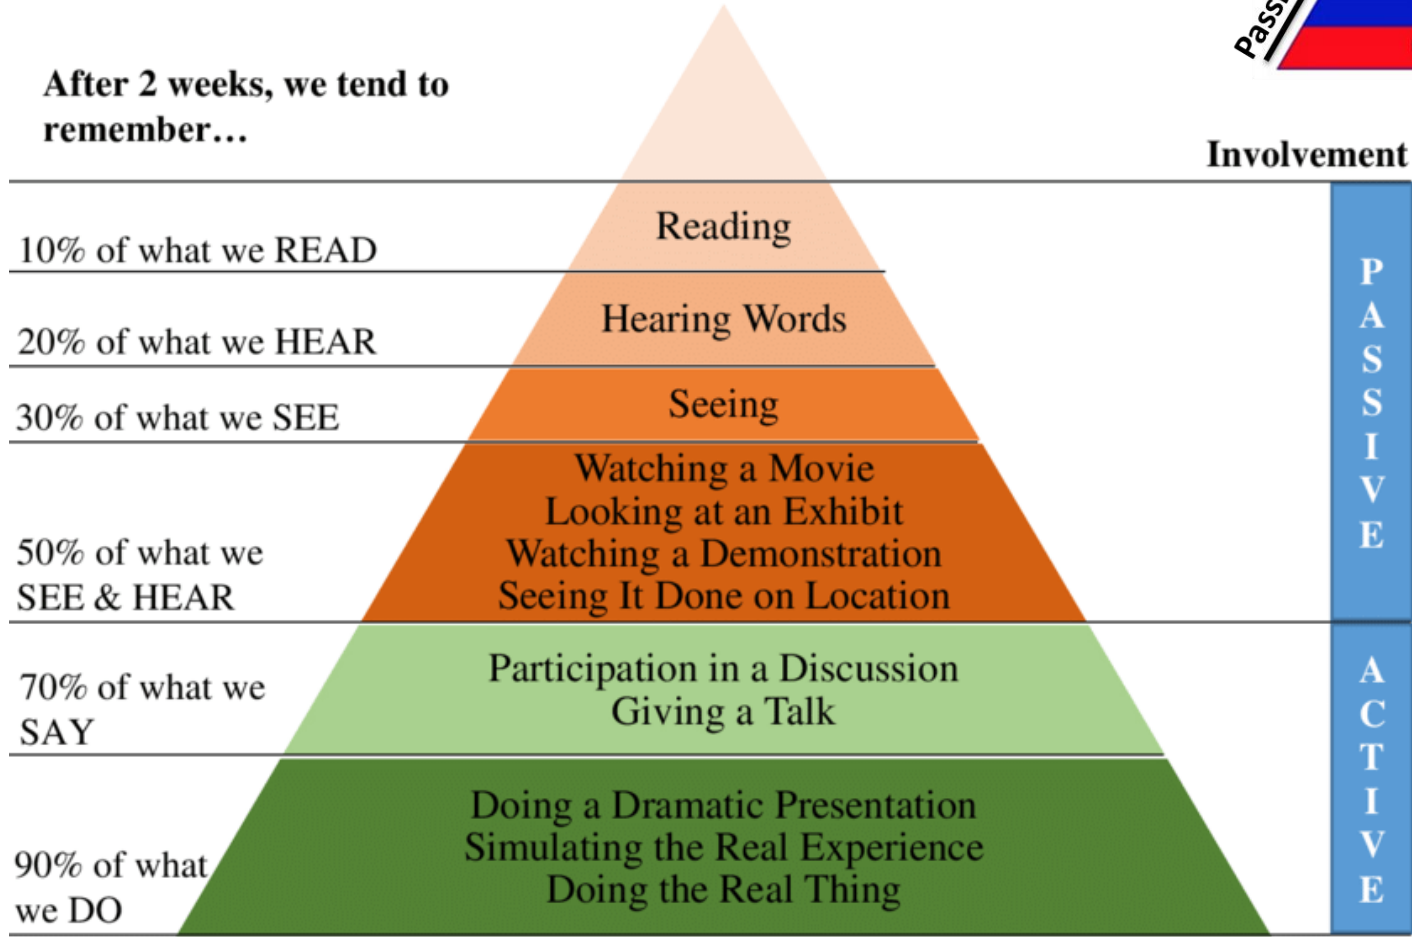 After 2 weeks, we tend to
remember…
Involvement
10% of what we READ
Reading
20% of what we HEAR
Hearing Words
30% of what we SEE
Seeing
50% of what we
SEE & HEAR
Watching a Movie
Looking at an Exhibit
Watching a Demonstration
Seeing It Done on Location
PASSIVE
70% of what we
SAY
Participation in a Discussion
Giving a Talk
90% of what
we DO
Doing a Dramatic Presentation
Simulating the Real Experience
Doing the Real Thing
ACTIVE